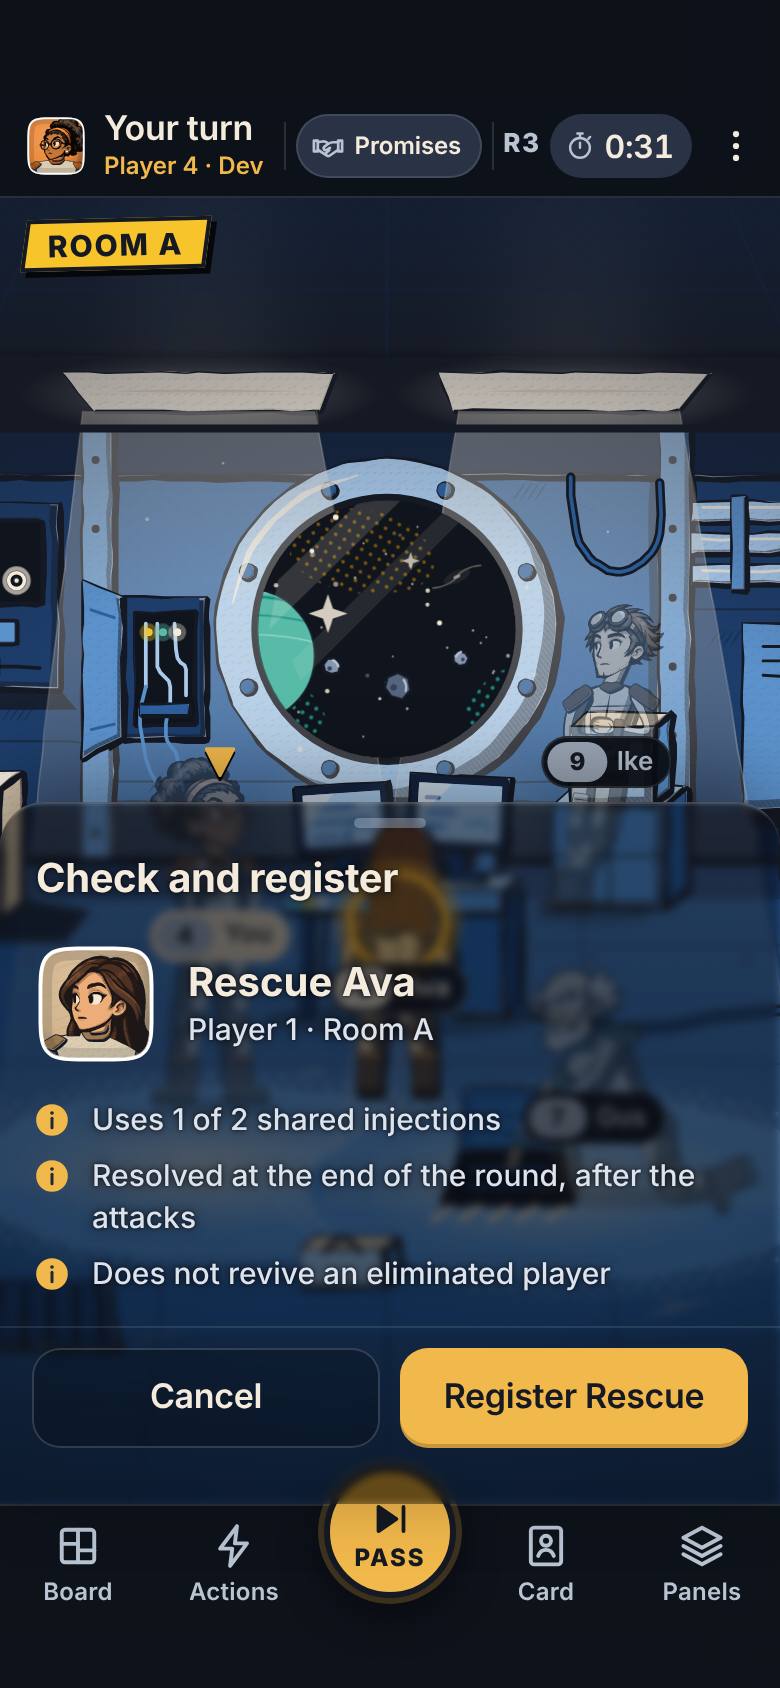 Your turn
Player 4 · Dev
Promises
R3
0:31
ROOM A
9 Ike
Check and register
Rescue Ava
Player 1 · Room A
Uses 1 of 2 shared injections
Resolved at the end of the round, after the
attacks
Does not revive an eliminated player
Cancel
Register Rescue
PASS
Board
Actions
Card
Panels